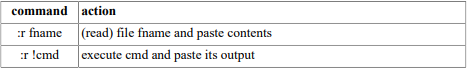 command action
:r fname (read) file fname and paste contents
:r !cmd execute cmd and paste its output